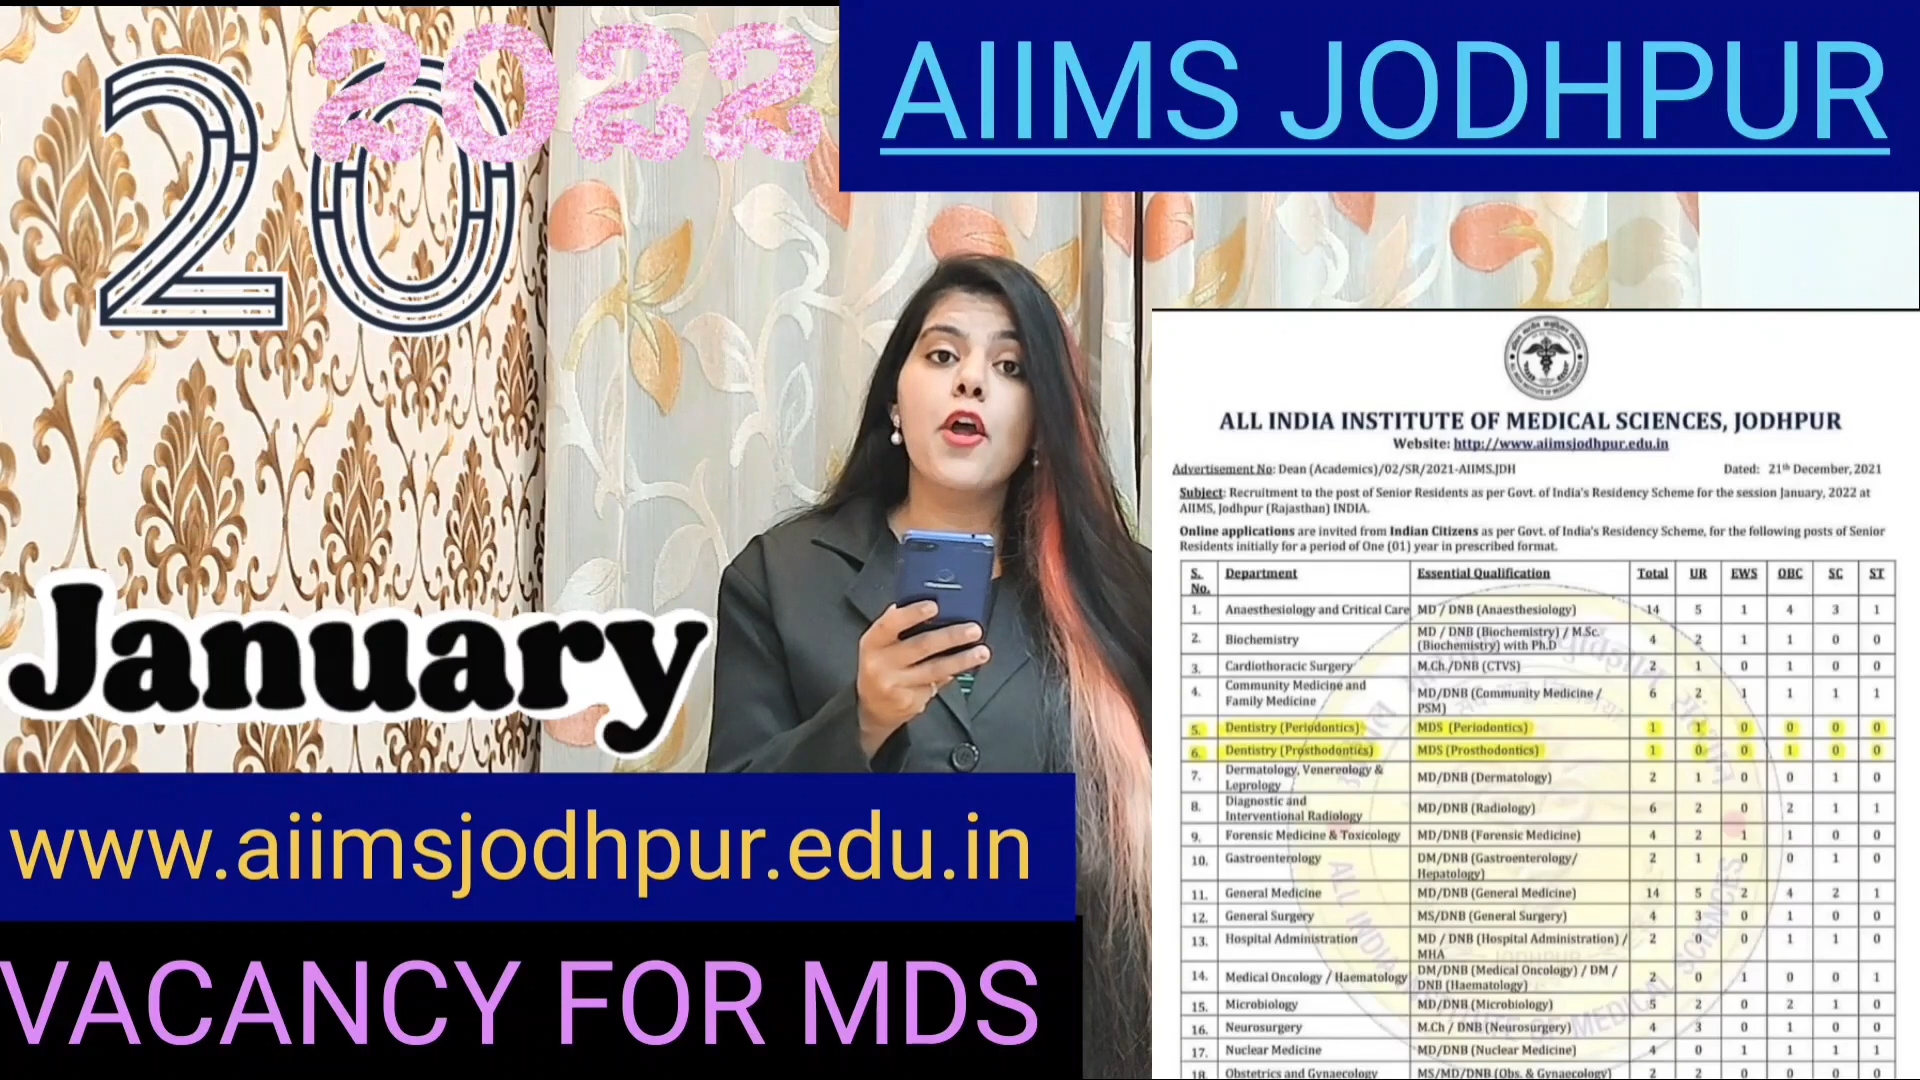 2022
20
January
AIIMS JODHPUR
www.aiimsjodhpur.edu.in
VACANCY FOR MDS
ALL INDIA INSTITUTE OF MEDICAL SCIENCES, JODHPUR
Website: http://www.aiimsjodhpur.edu.in
Advertisement No: Dean (Academics)/02/SR/2021-AIIMS.JDH Dated: 21th December, 2021
Subject: Recruitment to the post of Senior Residents as per Govt. of India's Residency Scheme for the session January, 2022 at
AIIMS, Jodhpur (Rajasthan) INDIA.
Online applications are invited from Indian Citizens as per Govt. of India's Residency Scheme, for the following posts of Senior
Residents initially for a period of One (01) year in prescribed format.
S. No. Department Essential Qualification Total UR EWS OBC SC ST
1. Anaesthesiology and Critical Care MD / DNB (Anaesthesiology) 14 5 1 4 3 1
2. Biochemistry MD / DNB (Biochemistry) / M.Sc. (Biochemistry) with Ph.D 4 2 1 1 0 0
3. Cardiothoracic Surgery M.Ch./DNB (CTVS) 2 1 0 1 0 0
4. Community Medicine and Family Medicine MD/DNB (Community Medicine / PSM) 6 2 1 1 1 1
5. Dentistry (Periodontics) MDS (Periodontics) 1 1 0 0 0 0
6. Dentistry (Prosthodontics) MDS (Prosthodontics) 1 0 0 1 0 0
7. Dermatology, Venereology & Leprology MD/DNB (Dermatology) 2 1 0 0 1 0
8. Diagnostic and Interventional Radiology MD/DNB (Radiology) 6 2 0 2 1 1
9. Forensic Medicine & Toxicology MD/DNB (Forensic Medicine) 4 2 1 1 0 0
10. Gastroenterology DM/DNB (Gastroenterology/ Hepatology) 2 1 0 0 1 0
11. General Medicine MD/DNB (General Medicine) 14 5 2 4 2 1
12. General Surgery MS/DNB (General Surgery) 4 3 0 1 0 0
13. Hospital Administration MD / DNB (Hospital Administration) / MHA 2 0 0 1 1 0
14. Medical Oncology / Haematology DM/DNB (Medical Oncology) / DM / DNB (Haematology) 2 0 1 0 0 1
15. Microbiology MD/DNB (Microbiology) 5 2 0 2 1 0
16. Neurosurgery M.Ch / DNB (Neurosurgery) 4 3 0 1 0 0
17. Nuclear Medicine MD/DNB (Nuclear Medicine) 4 0 1 1 1 1
18. Obstetrics and Gynaecology MS/MD/DNB (Obs. & Gynaecology) 2 2 0 0 0 0